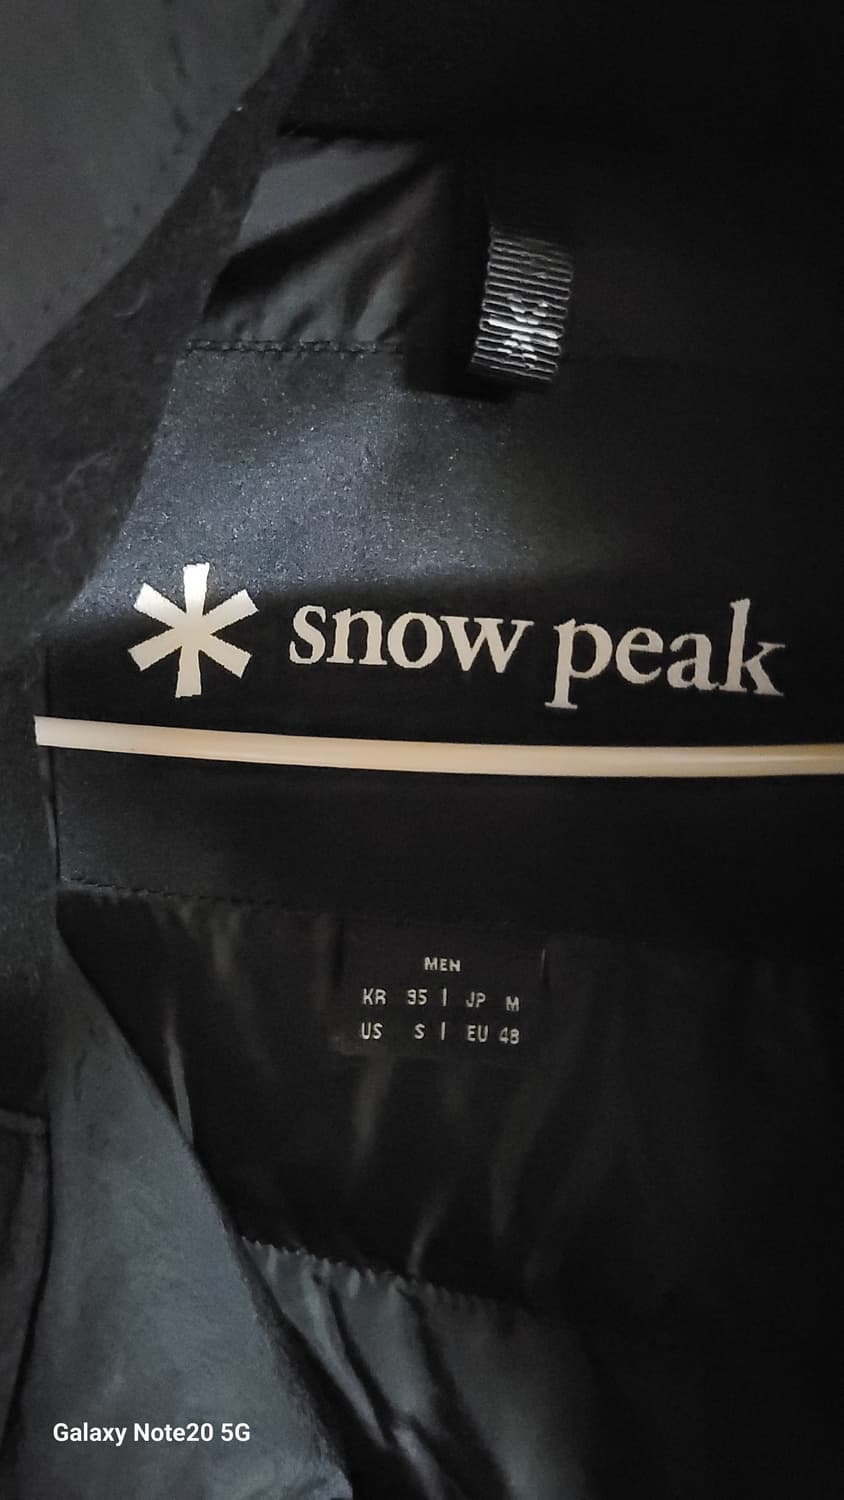 snow peak
MEN
KR 95 | JP M
US S | EU 48
Galaxy Note20 5G